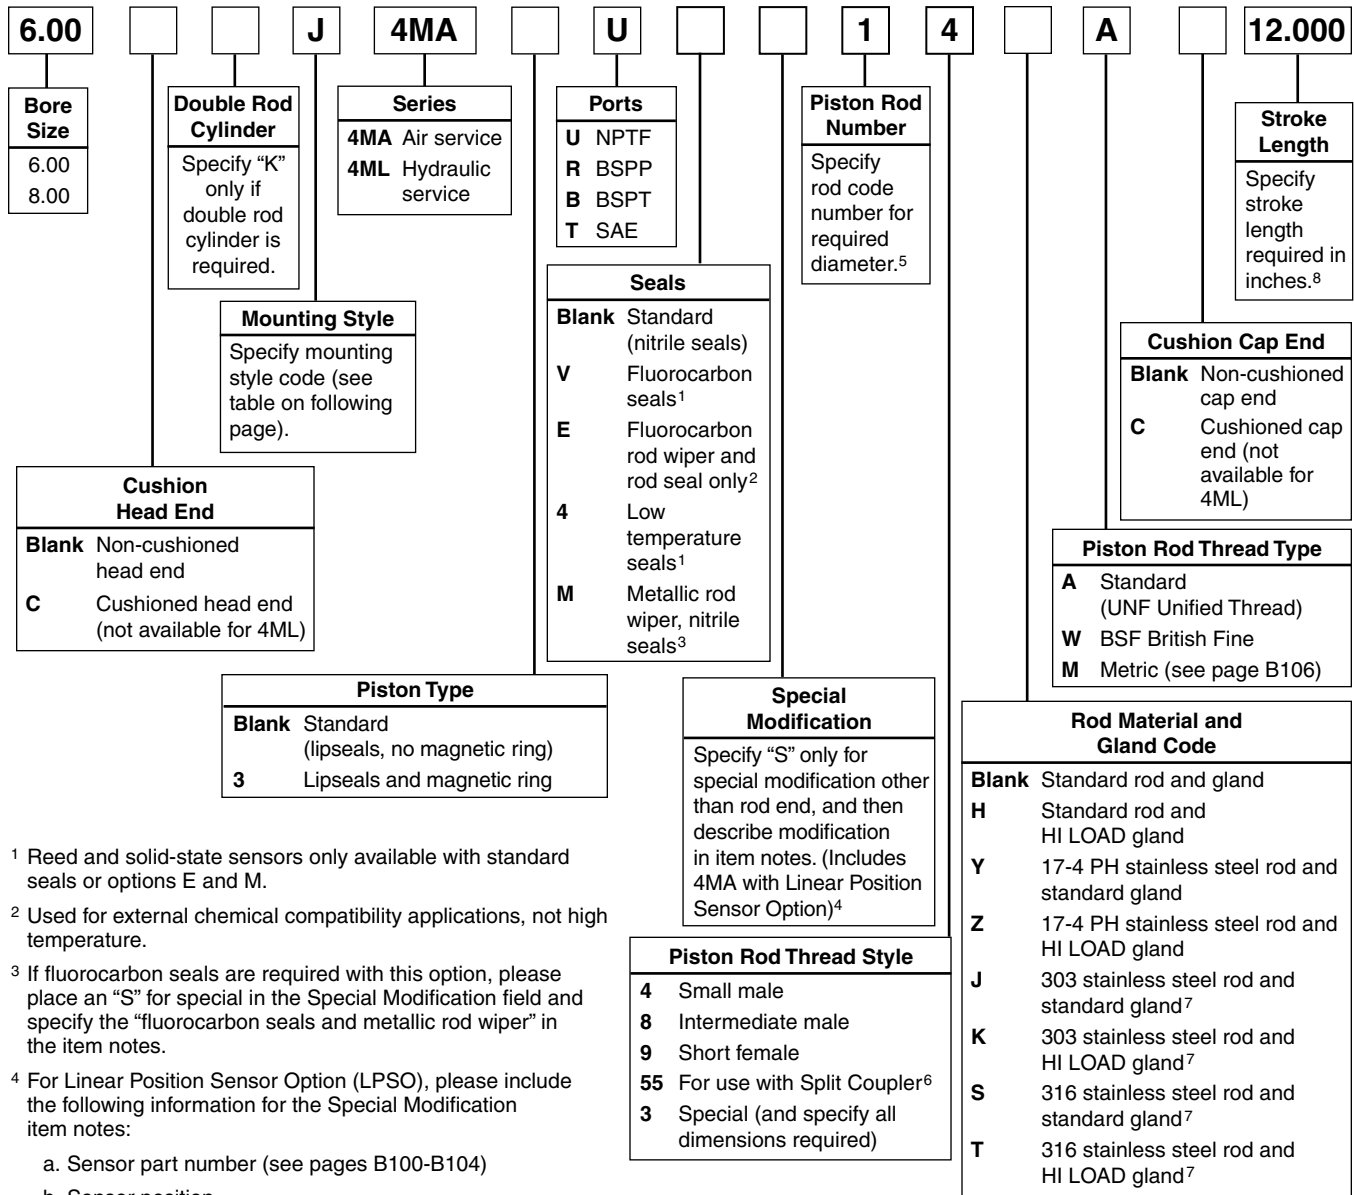 6.00 J 4MA U 1 4 A 12.000
Bore
Size
6.00
8.00
Double Rod
Cylinder
Specify “K”
only if
double rod
cylinder is
required.
Series
4MA Air service
4ML Hydraulic
service
Ports
U NPTF
R BSPP
B BSPT
T SAE
Piston Rod
Number
Specify
rod code
number for
required
diameter.5
Stroke
Length
Specify
stroke
length
required in
inches.8
Mounting Style
Specify mounting
style code (see
table on following
page).
Seals
Blank Standard
(nitrile seals)
V Fluorocarbon
seals1
E Fluorocarbon
rod wiper and
rod seal only2
4 Low
temperature
seals1
M Metallic rod
wiper, nitrile
seals3
Cushion Cap End
Blank Non-cushioned
cap end
C Cushioned cap
end (not
available for
4ML)
Cushion
Head End
Blank Non-cushioned
head end
C Cushioned head end
(not available for 4ML)
Piston Rod Thread Type
A Standard
(UNF Unified Thread)
W BSF British Fine
M Metric (see page B106)
Piston Type
Blank Standard
(lipseals, no magnetic ring)
3 Lipseals and magnetic ring
Special
Modification
Specify “S” only for
special modification other
than rod end, and then
describe modification
in item notes. (Includes
4MA with Linear Position
Sensor Option)4
Rod Material and
Gland Code
Blank Standard rod and gland
H Standard rod and
HI LOAD gland
Y 17-4 PH stainless steel rod and
standard gland
Z 17-4 PH stainless steel rod and
HI LOAD gland
J 303 stainless steel rod and
standard gland7
K 303 stainless steel rod and
HI LOAD gland7
S 316 stainless steel rod and
standard gland7
T 316 stainless steel rod and
HI LOAD gland7
Piston Rod Thread Style
4 Small male
8 Intermediate male
9 Short female
55 For use with Split Coupler6
3 Special (and specify all
dimensions required)
1 Reed and solid-state sensors only available with standard
seals or options E and M.
2 Used for external chemical compatibility applications, not high
temperature.
3 If fluorocarbon seals are required with this option, please
place an “S” for special in the Special Modification field and
specify the “fluorocarbon seals and metallic rod wiper” in
the item notes.
4 For Linear Position Sensor Option (LPSO), please include
the following information for the Special Modification
item notes:
a. Sensor part number (see pages B100-B104)
b. Sensor position